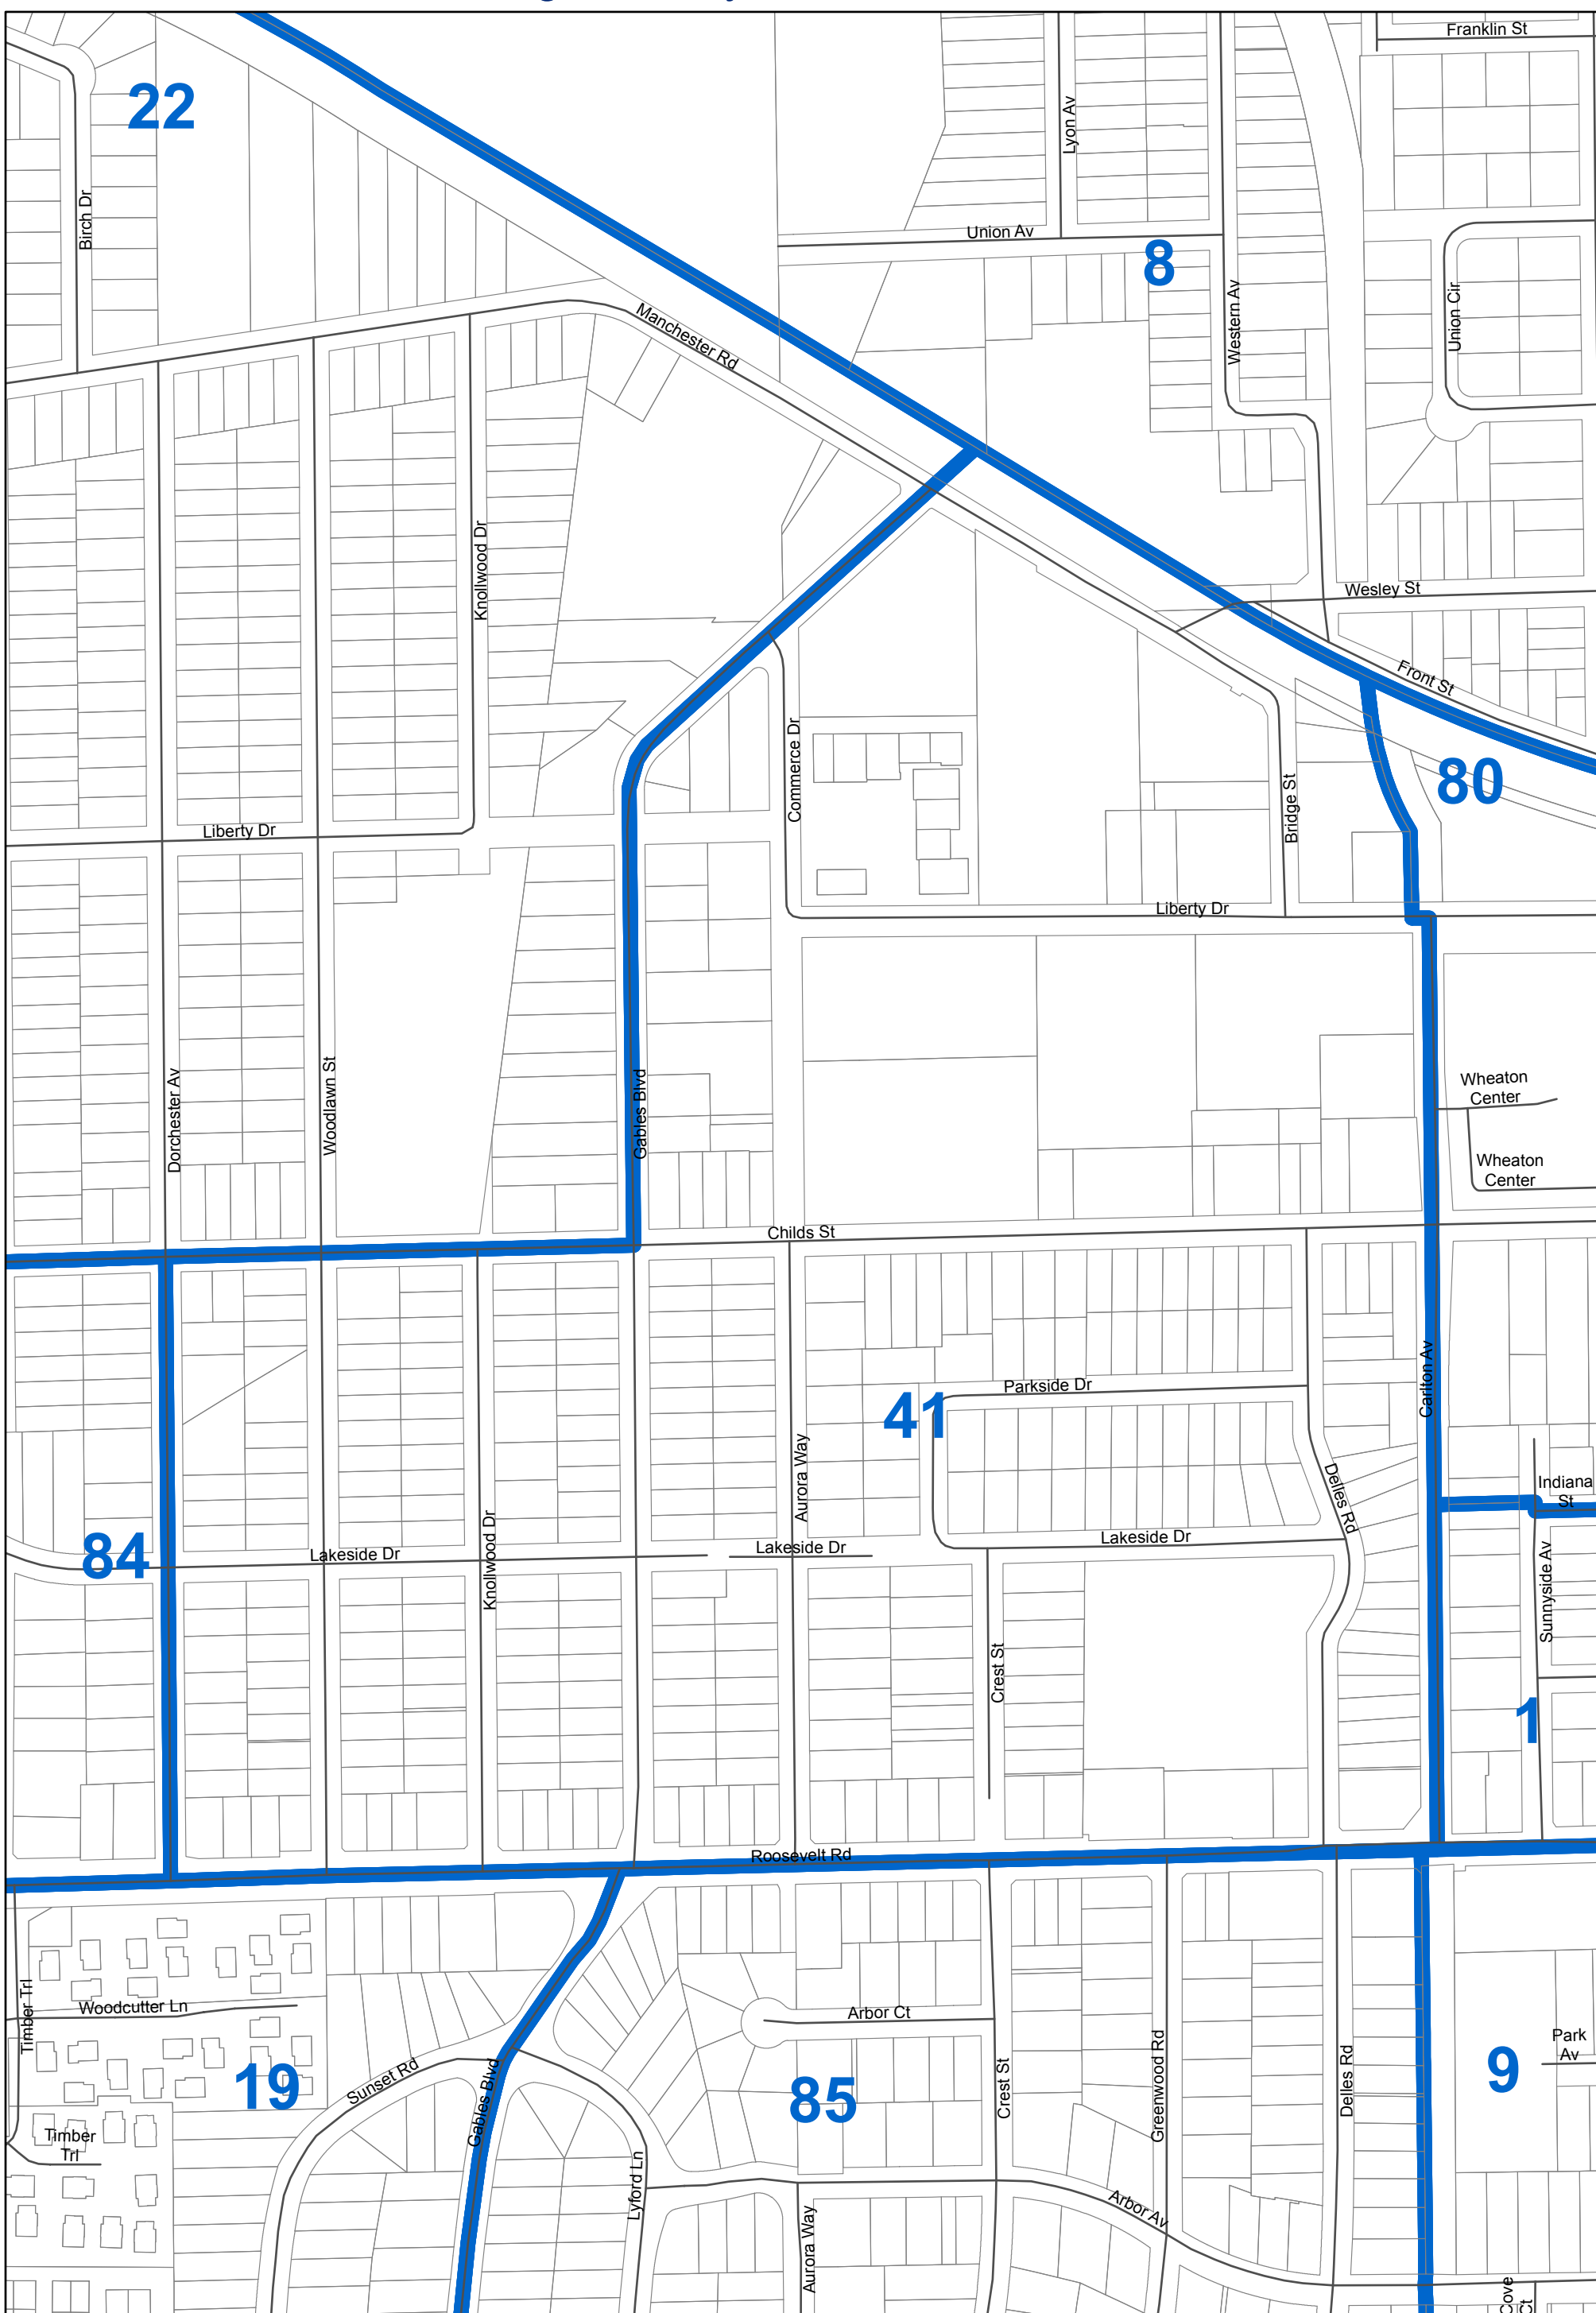 Franklin St
22
Lyon Av
Birch Dr
Union Av
8
Western Av
Union Cir
Manchester Rd
Knollwood Dr
Wesley St
Front St
Commerce Dr
80
Bridge St
Liberty Dr
Liberty Dr
Dorchester Av
Woodlawn St
Gables Blvd
Wheaton
Center
Wheaton
Center
Childs St
Carlton Av
Parkside Dr
41
Aurora Way
Delles Rd
Indiana
St
Knollwood Dr
84
Lakeside Dr
Lakeside Dr
Lakeside Dr
Sunnyside Av
Crest St
1
Roosevelt Rd
Timber Trl
Woodcutter Ln
Arbor Ct
Park
Av
19
Sunset Rd
Gables Blvd
85
Crest St
Greenwood Rd
Delles Rd
9
Timber
Trl
Lyford Ln
Arbor Av
Aurora Way
Cove
Ct